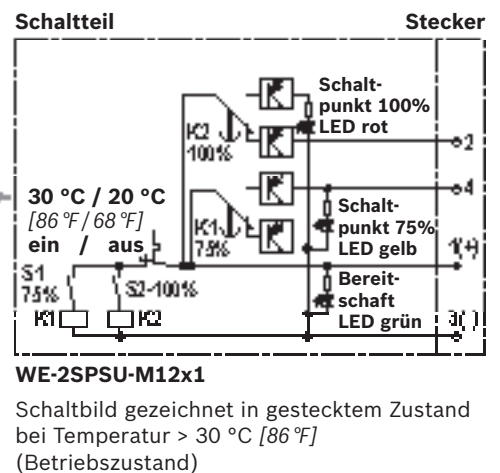 Schaltteil Stecker
Schalt-
punkt 100%
LED rot
K2
100%
2
4
30 °C / 20 °C
[86 °F / 68 °F]
ein / aus
K1
75%
Schalt-
punkt 75%
LED gelb
1(+)
S1
75%
S2-100%
Bereit-
schaft
LED grün
K1
K2
3(-)
WE-2SPSU-M12x1
Schaltbild gezeichnet in gestecktem Zustand
bei Temperatur > 30 °C [86 °F]
(Betriebszustand)